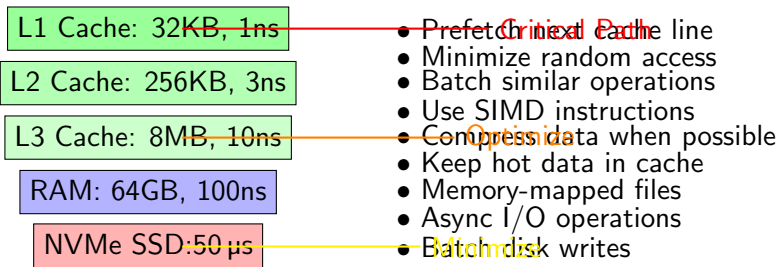 L1 Cache: 32KB, 1ns
L2 Cache: 256KB, 3ns
L3 Cache: 8MB, 10ns
RAM: 64GB, 100ns
NVMe SSD:50 µs
• Prefetch next cache line
• Minimize random access
• Batch similar operations
• Use SIMD instructions
• Compress data when possible
• Keep hot data in cache
• Memory-mapped files
• Async I/O operations
• Batch disk writes
Critical Path
Optimize
Minimize